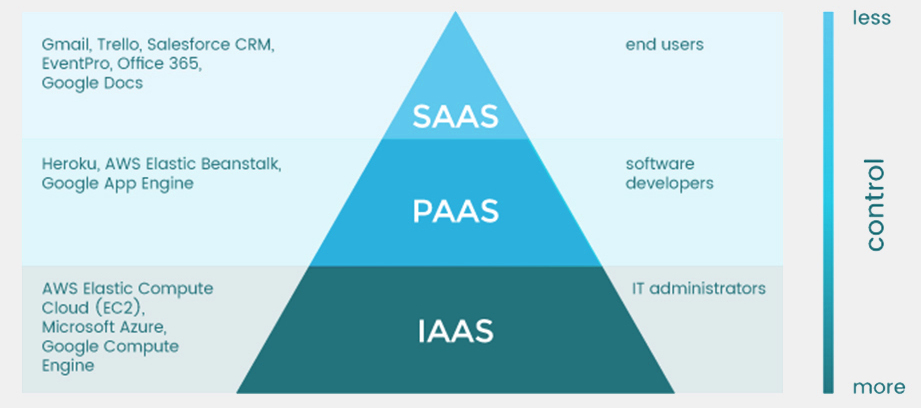 Gmail, Trello, Salesforce CRM,
EventPro, Office 365,
Google Docs
SAAS
end users
Heroku, AWS Elastic Beanstalk,
Google App Engine
PAAS
software
developers
AWS Elastic Compute
Cloud (EC2),
Microsoft Azure,
Google Compute
Engine
IAAS
IT administrators
less
control
more